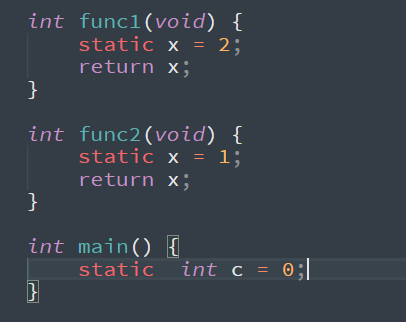 int func1(void) {
    static x = 2;
    return x;
}

int func2(void) {
    static x = 1;
    return x;
}

int main() {
    static  int c = 0;
}